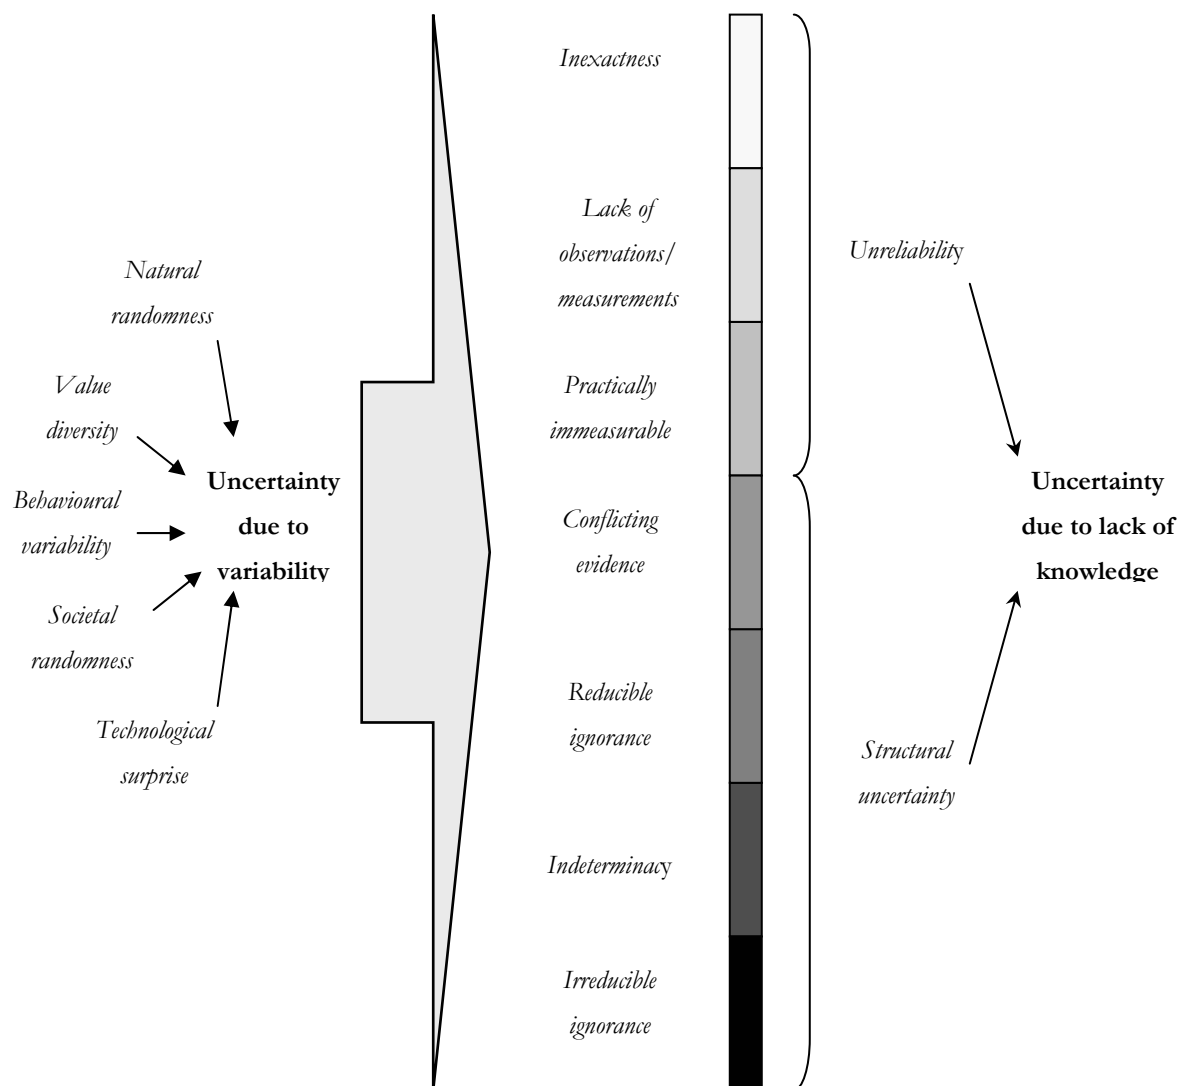 Inexactness
Lack of
observations/
measurements
Practically
immeasurable
Conflicting
evidence
Reducible
ignorance
Indeterminacy
Irreducible
ignorance
Natural
randomness
Value
diversity
Behavioural
variability
Societal
randomness
Technological
surprise
Uncertainty
due to
variability
Unreliability
Structural
uncertainty
Uncertainty
due to lack of
knowledge